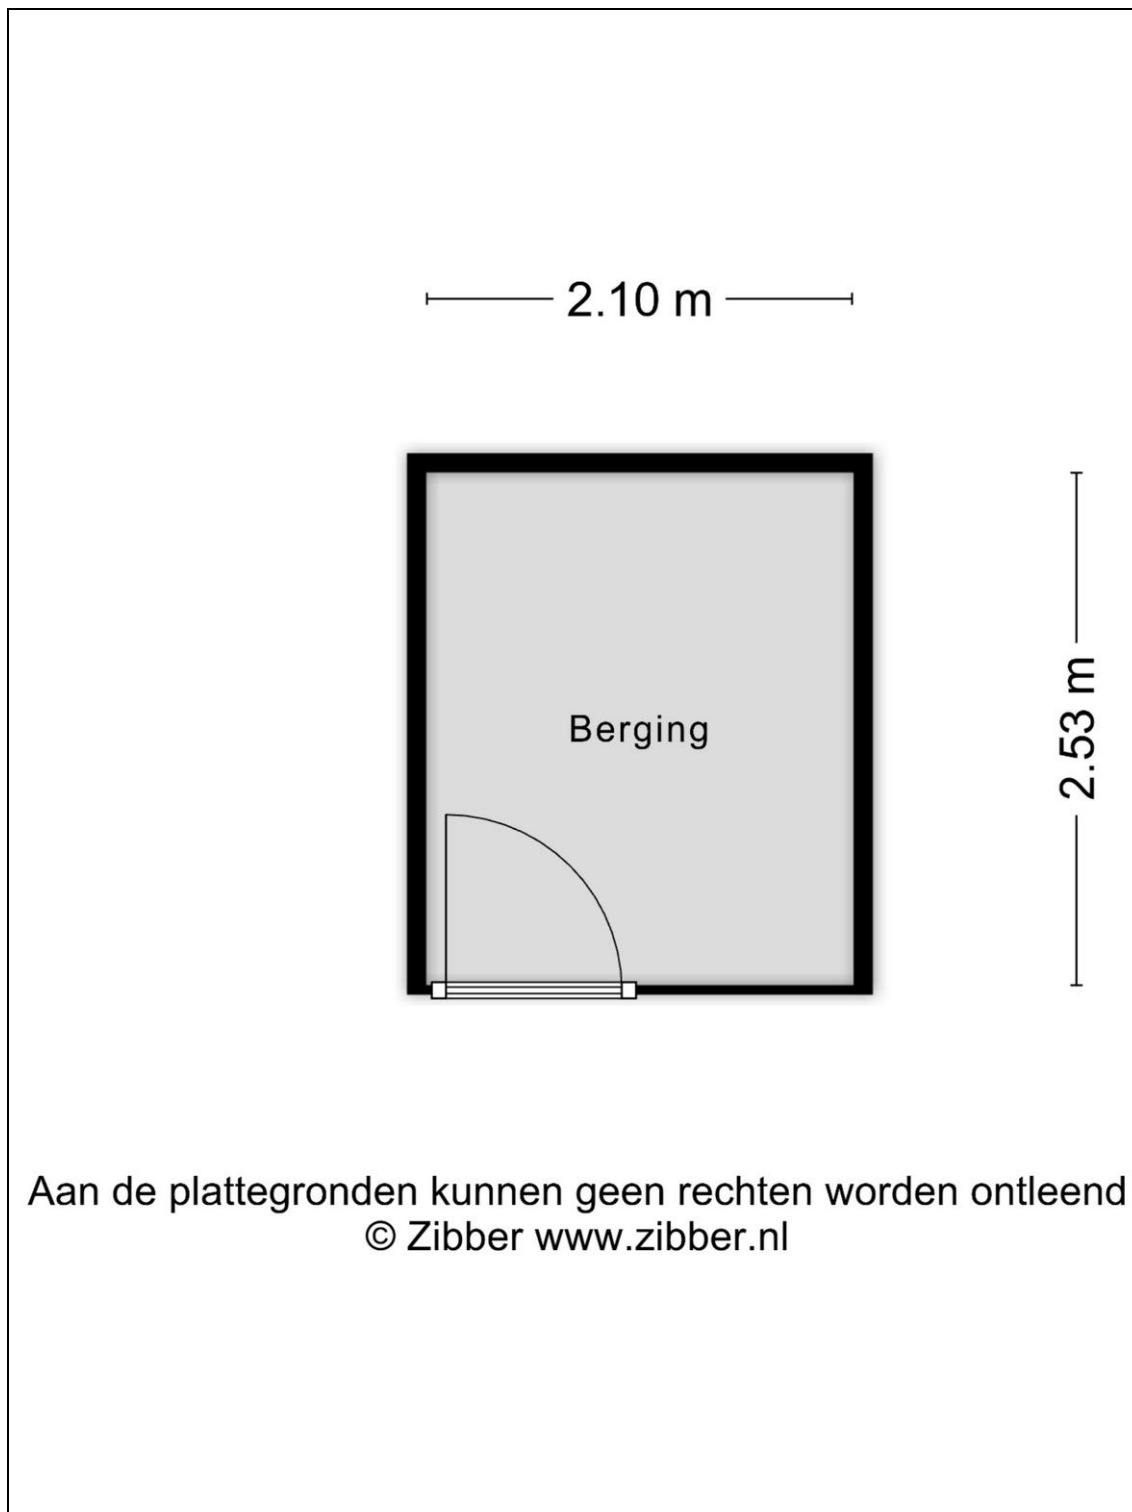 2.10 m
Berging
2.53 m
Aan de plattegronden kunnen geen rechten worden ontleend
© Zibber www.zibber.nl